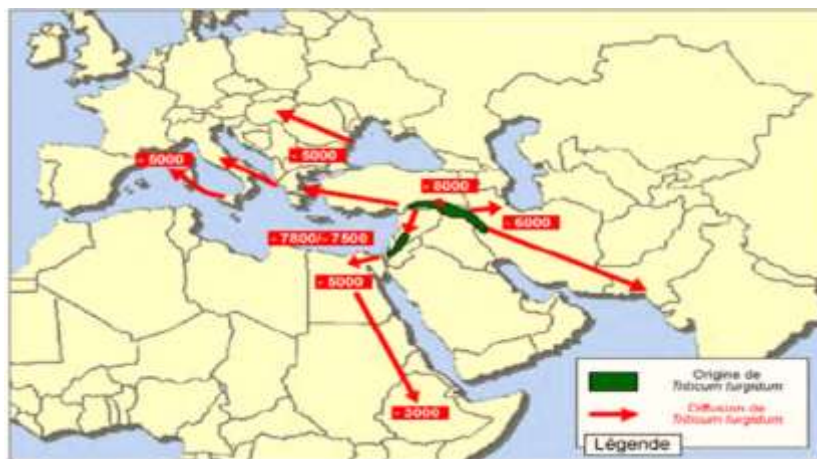 - 5000
- 5000
- 8000
- 6000
- 7800/- 7500
- 5000
- 3000
Origine de
Triticum turgidum
Diffusion de
Triticum turgidum
Légende